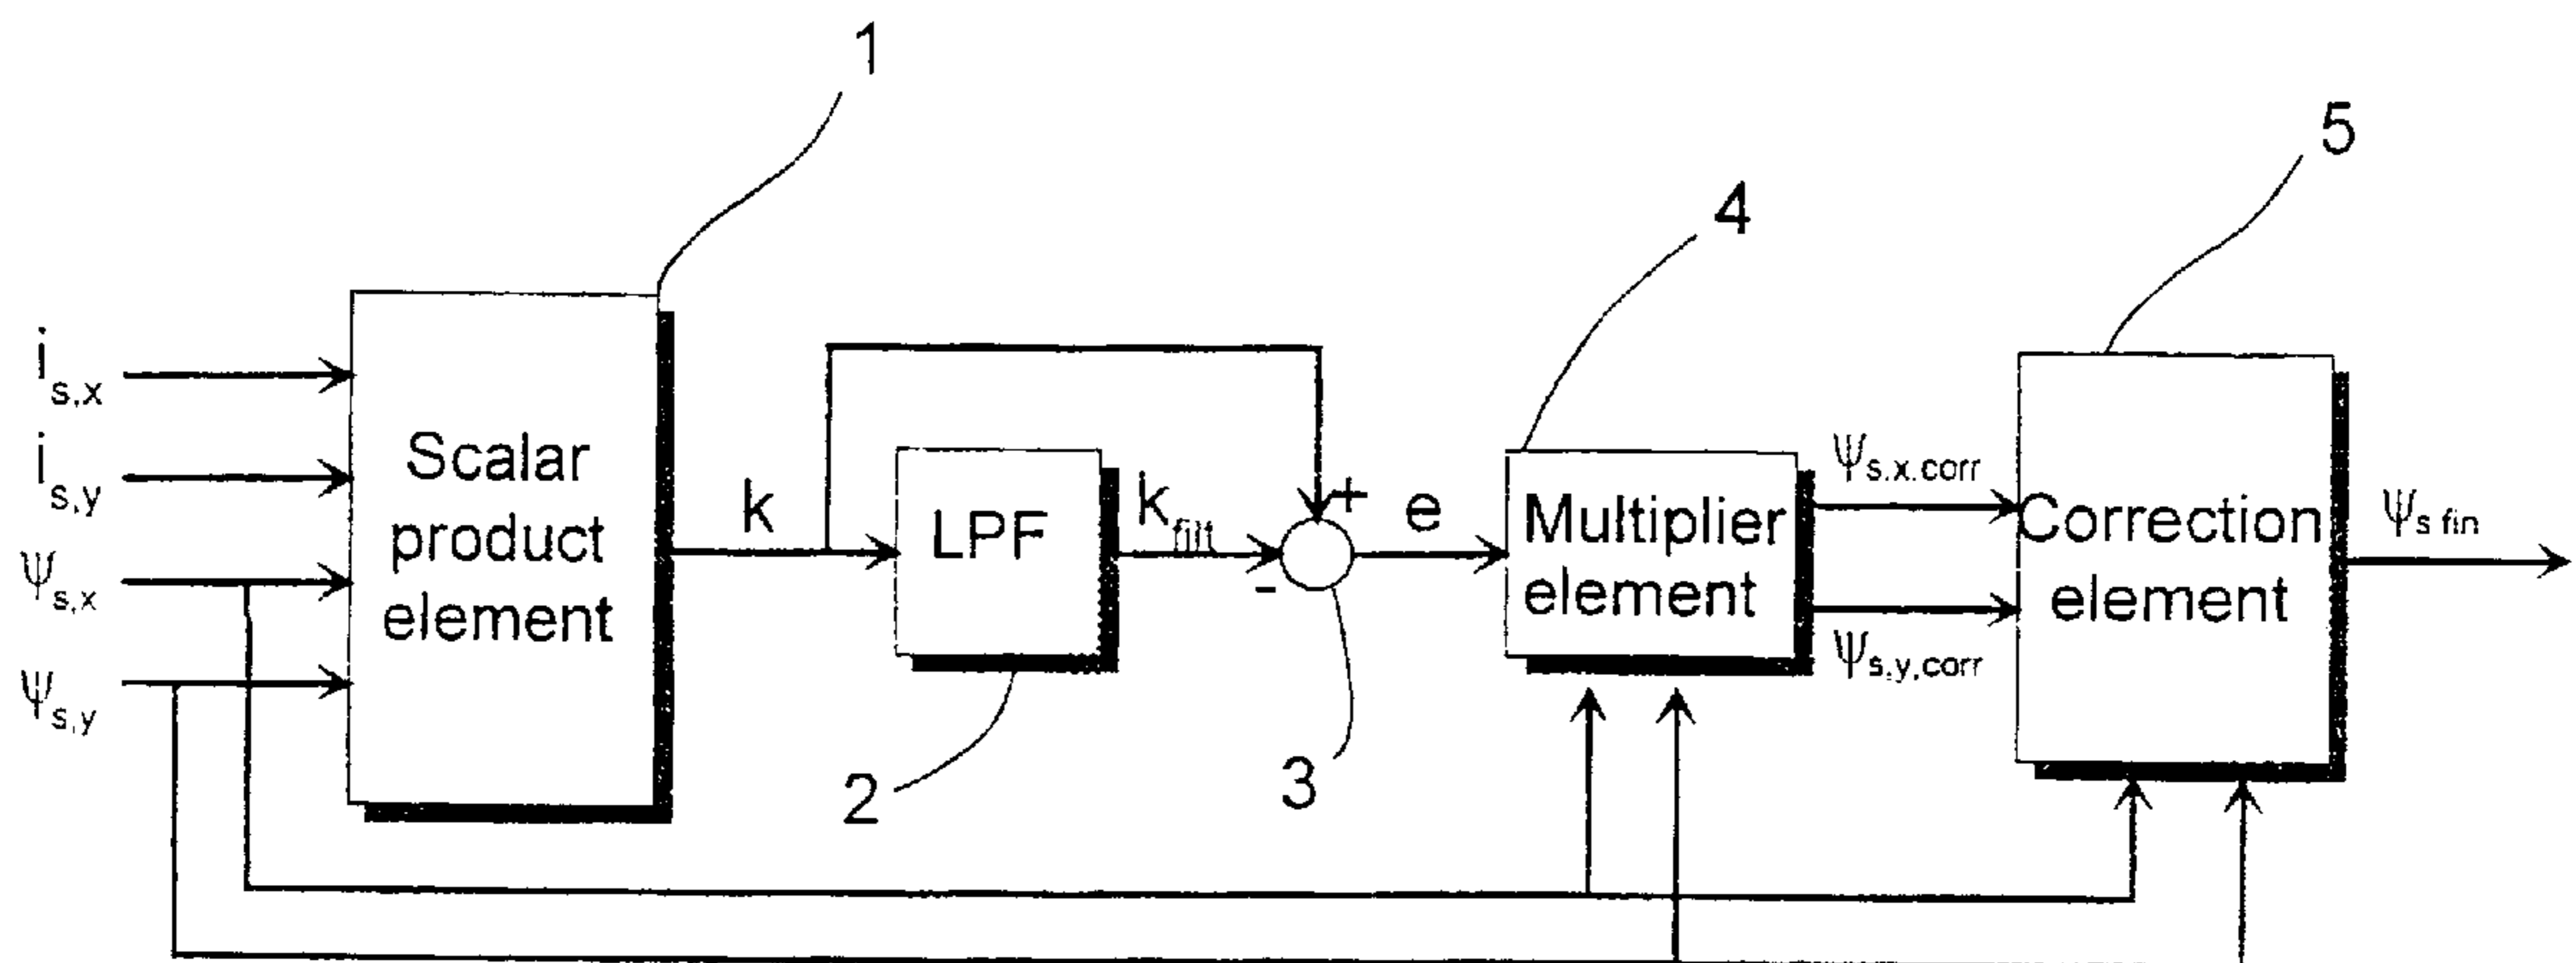 1
5
4
i s,x
i s,y
ψ s,x
ψ s,y
Scalar
product
element
k
LPF
k filt
+
-
e
Multiplier
element
ψ s,x,corr
ψ s,y,corr
Correction
element
ψ s fin
2
3